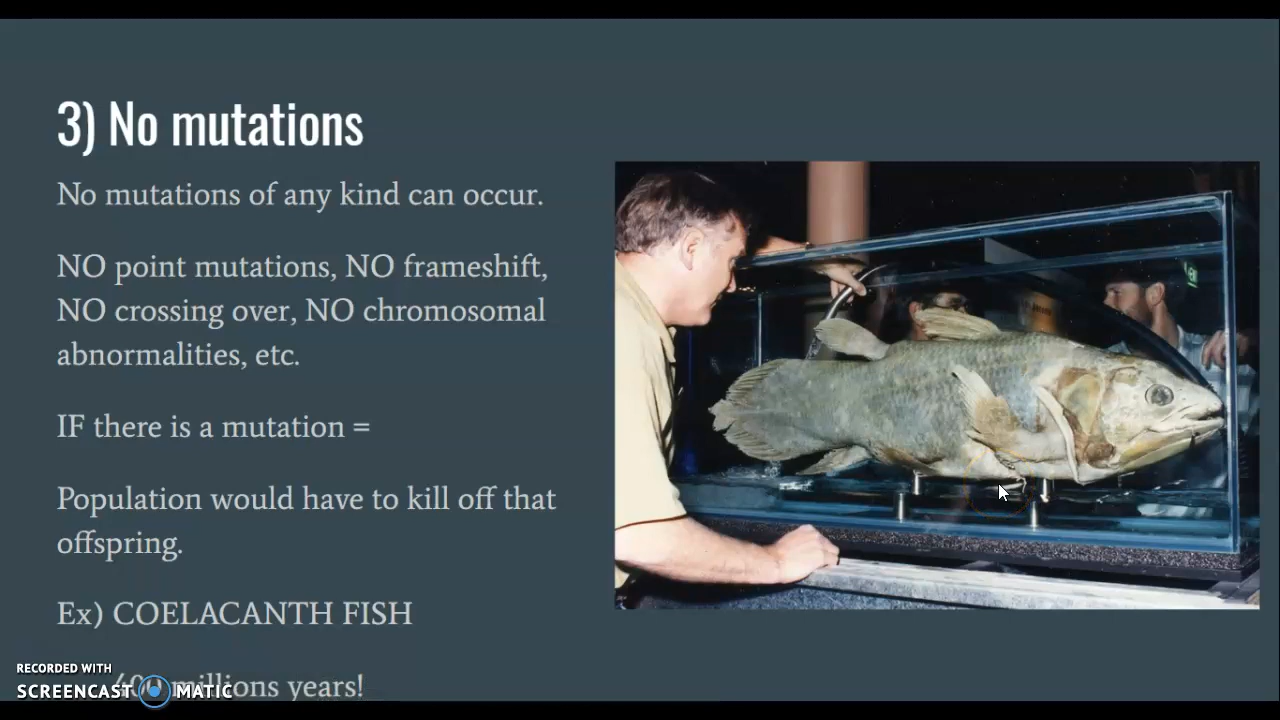 3) No mutations
No mutations of any kind can occur.
NO point mutations, NO frameshift,
NO crossing over, NO chromosomal
abnormalities, etc.
IF there is a mutation =
Population would have to kill off that
offspring.
Ex) COELACANTH FISH
400 millions years!
RECORDED WITH
SCREENCAST MATIC